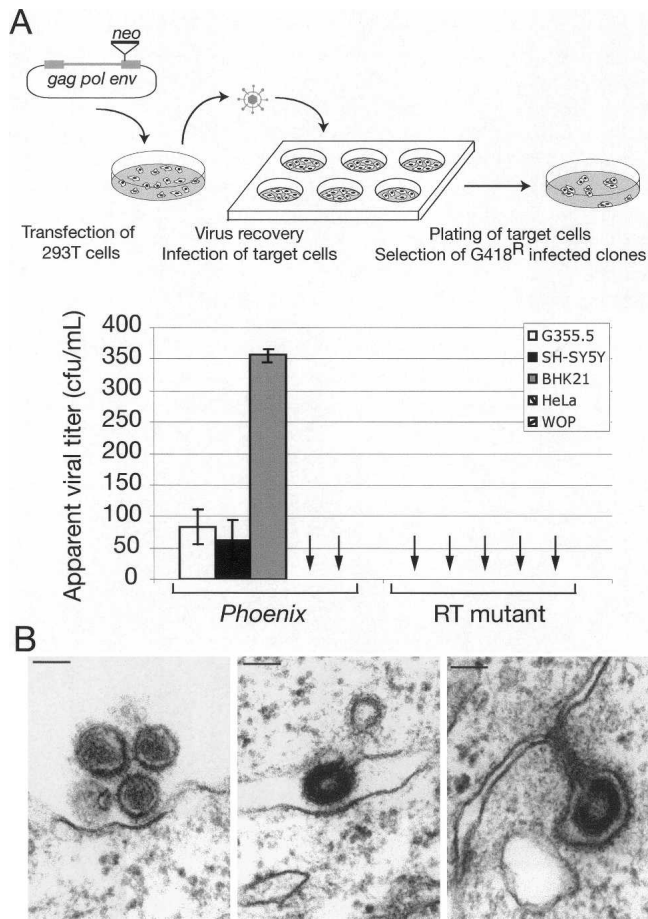 A
neo
gag pol env
Transfection of
293T cells
Virus recovery
Infection of target cells
Plating of target cells
Selection of G418R infected clones
Apparent viral titer (cfu/mL)
400
350
300
250
200
150
100
50
0
G355.5
SH-SY5Y
BHK21
HeLa
WOP
Phoenix
RT mutant
B